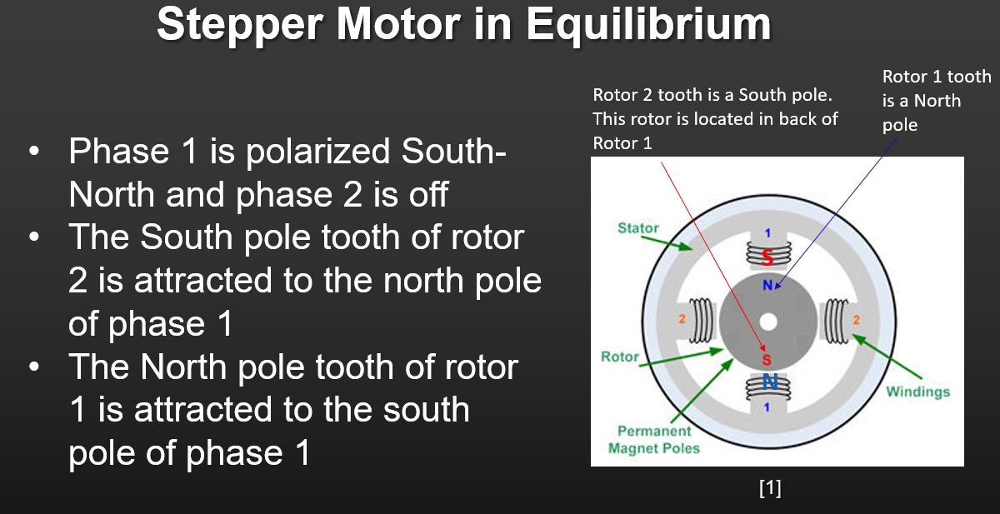 Stepper Motor in Equilibrium
• Phase 1 is polarized South-
North and phase 2 is off
• The South pole tooth of rotor
2 is attracted to the north pole
of phase 1
• The North pole tooth of rotor
1 is attracted to the south
pole of phase 1
Rotor 2 tooth is a South pole.
This rotor is located in back of
Rotor 1
Rotor 1 tooth
is a North
pole
Stator
1
S
N
2
2
Rotor
S
N
1
Windings
Permanent
Magnet Poles
[1]